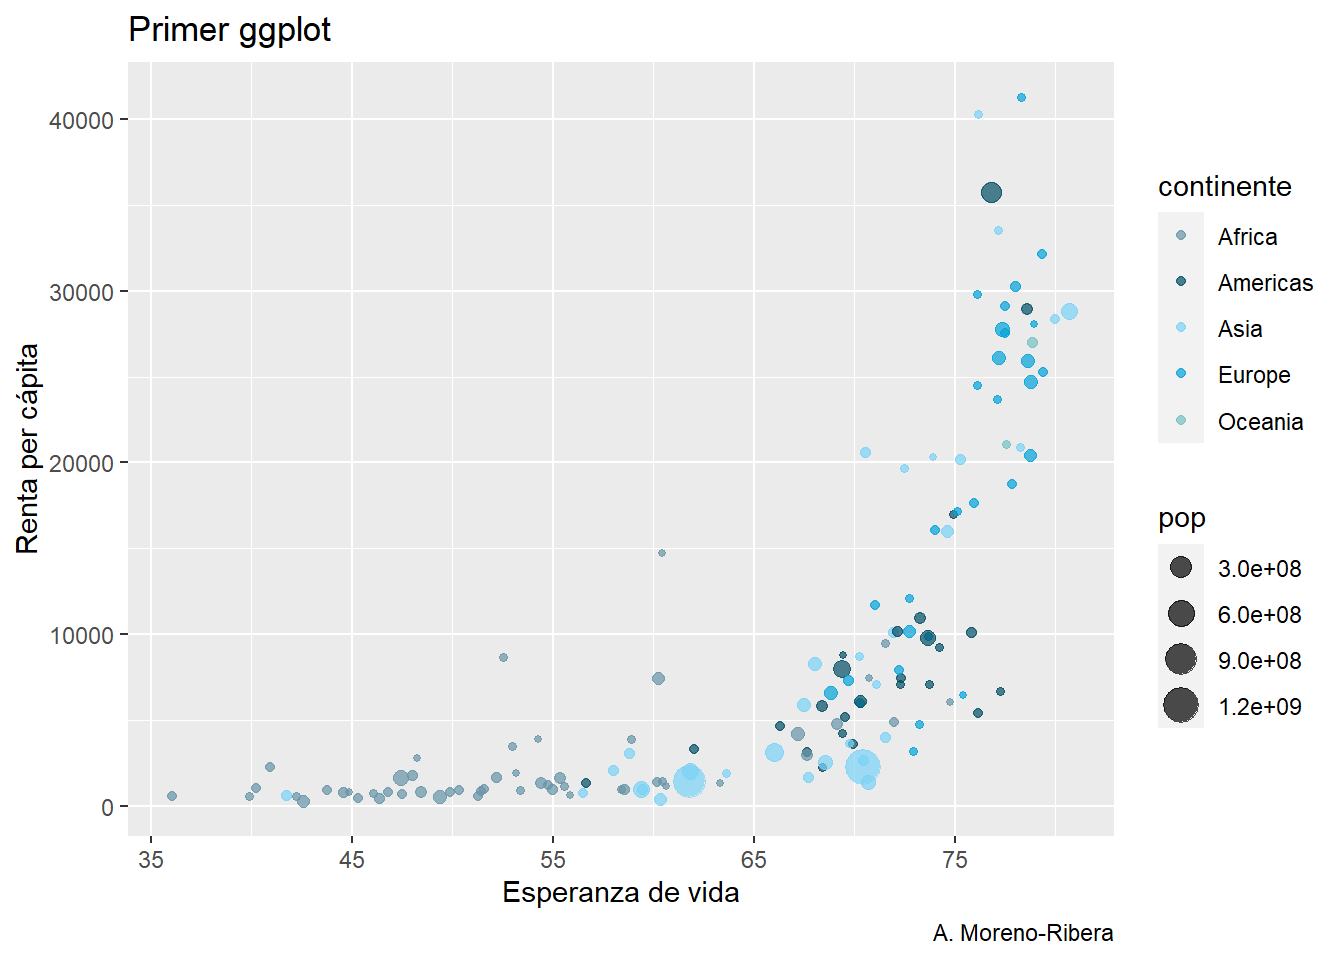 Primer ggplot
40000
30000
20000
10000
0
Renta per cápita
35 45 55 65 75
Esperanza de vida
A. Moreno-Ribera
continente
Africa
Americas
Asia
Europe
Oceania
pop
3.0e+08
6.0e+08
9.0e+08
1.2e+09